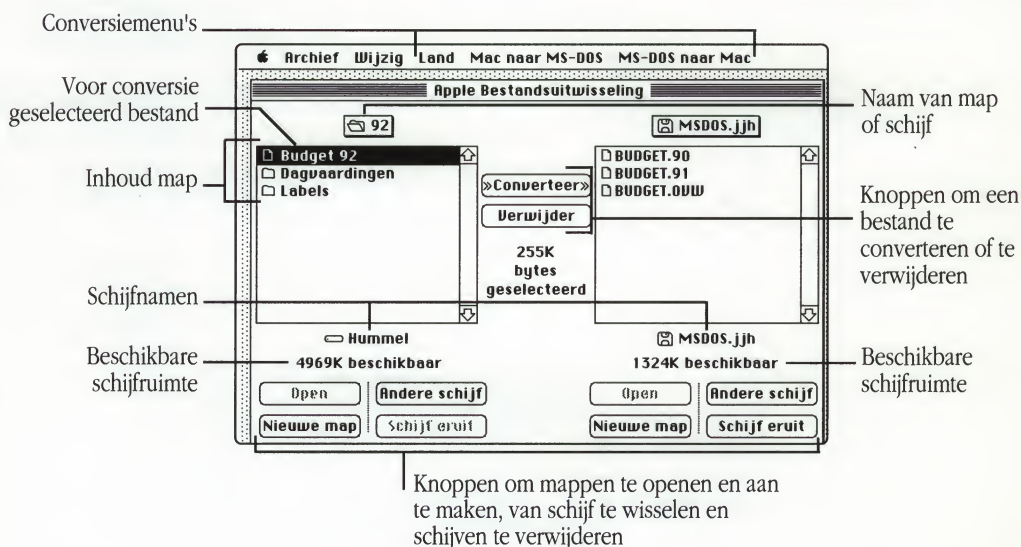 Conversiemenu's
Archief Wijzig Land Mac naar MS-DOS MS-DOS naar Mac
Apple Bestandsuitwisseling
Voor conversie
geselecteerd bestand
92
MSDOS.jjh
Naam van map
of schijf
Inhoud map
Budget 92
Dagvaardingen
Labels
»Converteer»
Verwijder
255K
bytes
geselecteerd
BUDGET.90
BUDGET.91
BUDGET.OVW
Knoppen om een
bestand te
converteren of te
verwijderen
Schijfnamen
Hummel
MSDOS.jjh
Beschikbare
schijfruimte
4969K beschikbaar
1324K beschikbaar
Beschikbare
schijfruimte
Open
Andere schijf
Nieuwe map
Schijf eruit
Open
Andere schijf
Nieuwe map
Schijf eruit
Knoppen om mappen te openen en aan
te maken, van schijf te wisselen en
schijven te verwijderen